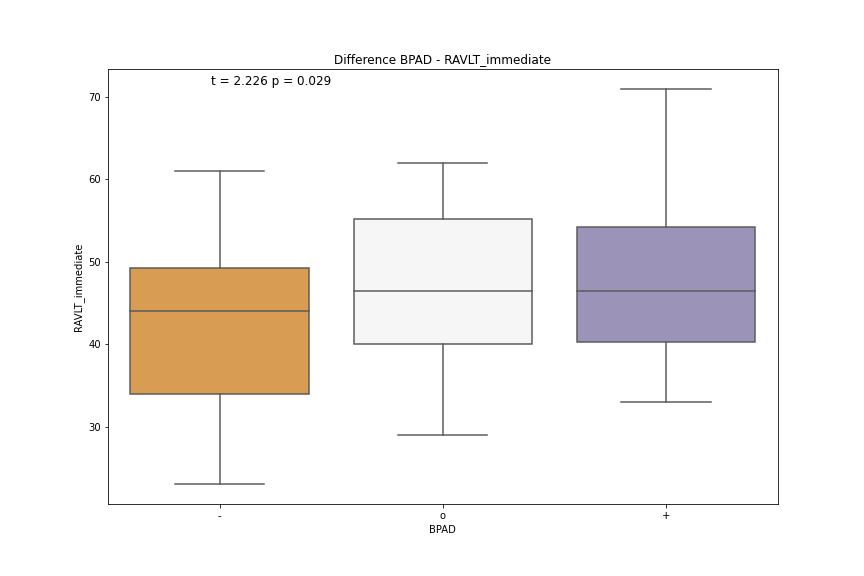 Difference BPAD - RAVLT_immediate
t = 2.226 p = 0.029
70
60
50
40
30
RAVLT_immediate
- o +
BPAD